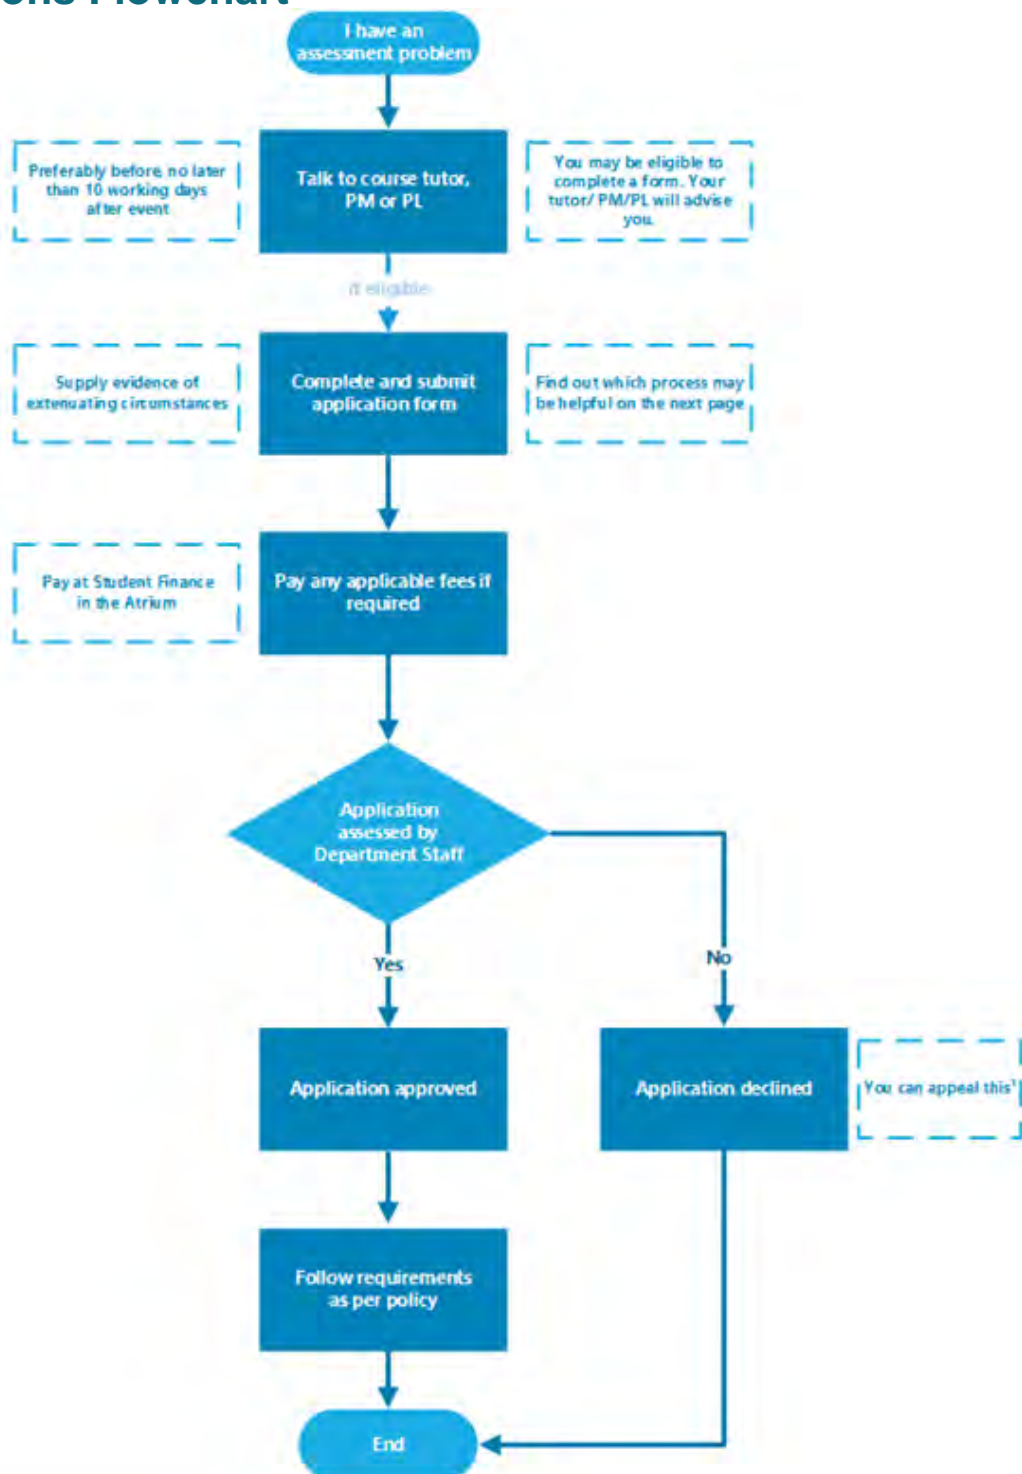 ons Flowchart
I have an
assessment problem
Preferably before, no later
than 10 working days
after event
Talk to course tutor,
PM or PL
You may be eligible to
complete a form. Your
tutor/ PM/PL will advise
you.
if eligible
Supply evidence of
extenuating circumstances
Complete and submit
application form
Find out which process may
be helpful on the next page
Pay at Student Finance
in the Atrium
Pay any applicable fees if
required
Application
assessed by
Department Staff
Yes
No
Application approved
Application declined
You can appeal this¹
Follow requirements
as per policy
End